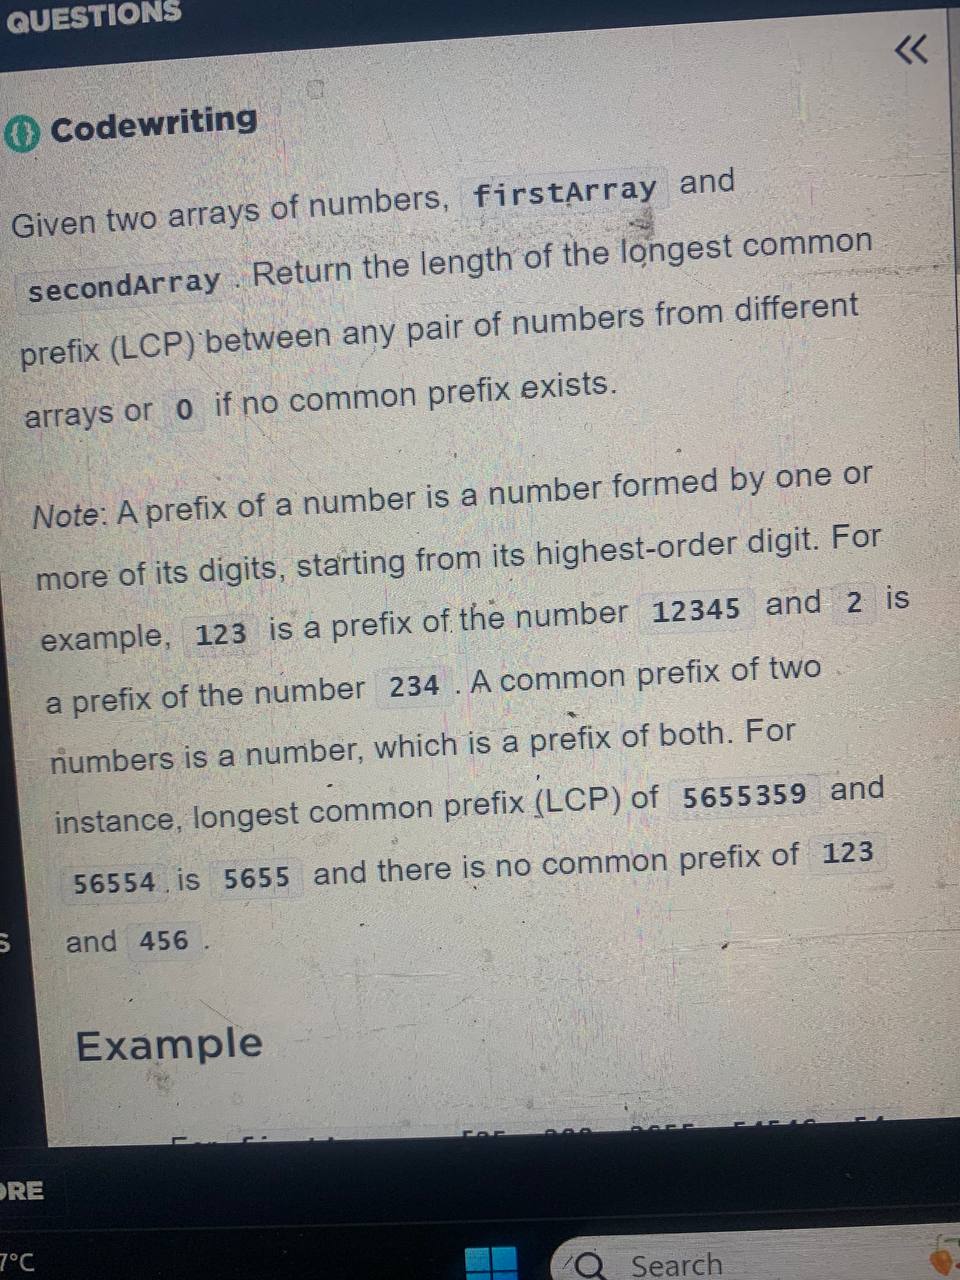 QUESTIONS
Codewriting
Given two arrays of numbers, firstArray and
secondArray . Return the length of the longest common
prefix (LCP) between any pair of numbers from different
arrays or 0 if no common prefix exists.
Note: A prefix of a number is a number formed by one or
more of its digits, starting from its highest-order digit. For
example, 123 is a prefix of the number 12345 and 2 is
a prefix of the number 234 . A common prefix of two
numbers is a number, which is a prefix of both. For
instance, longest common prefix (LCP) of 5655359 and
56554 is 5655 and there is no common prefix of 123
S
and 456 .
Example
ORE
7°C
Search